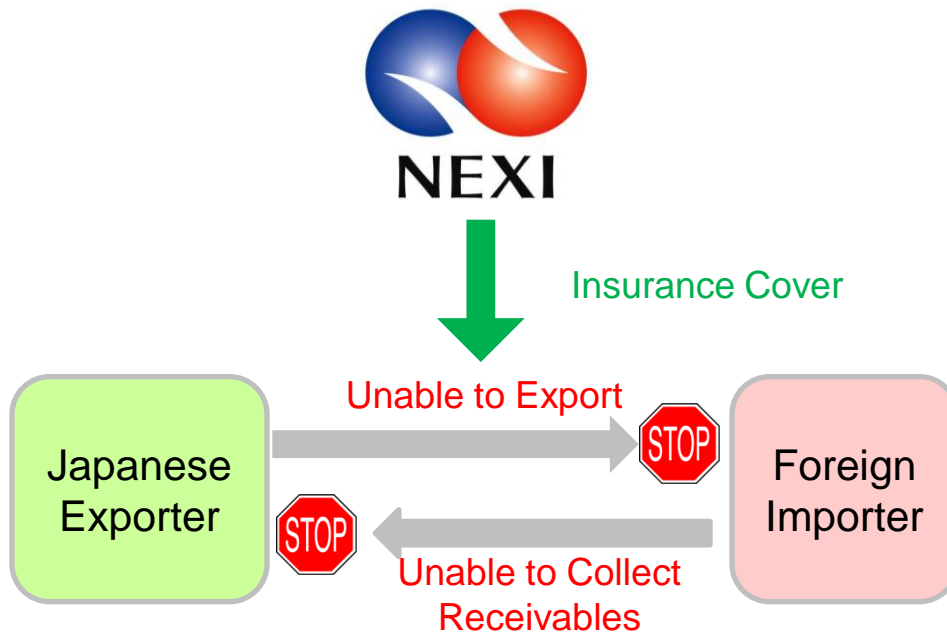 NEXI
Insurance Cover
Unable to Export
STOP
Japanese
Exporter
Foreign
Importer
STOP
Unable to Collect
Receivables